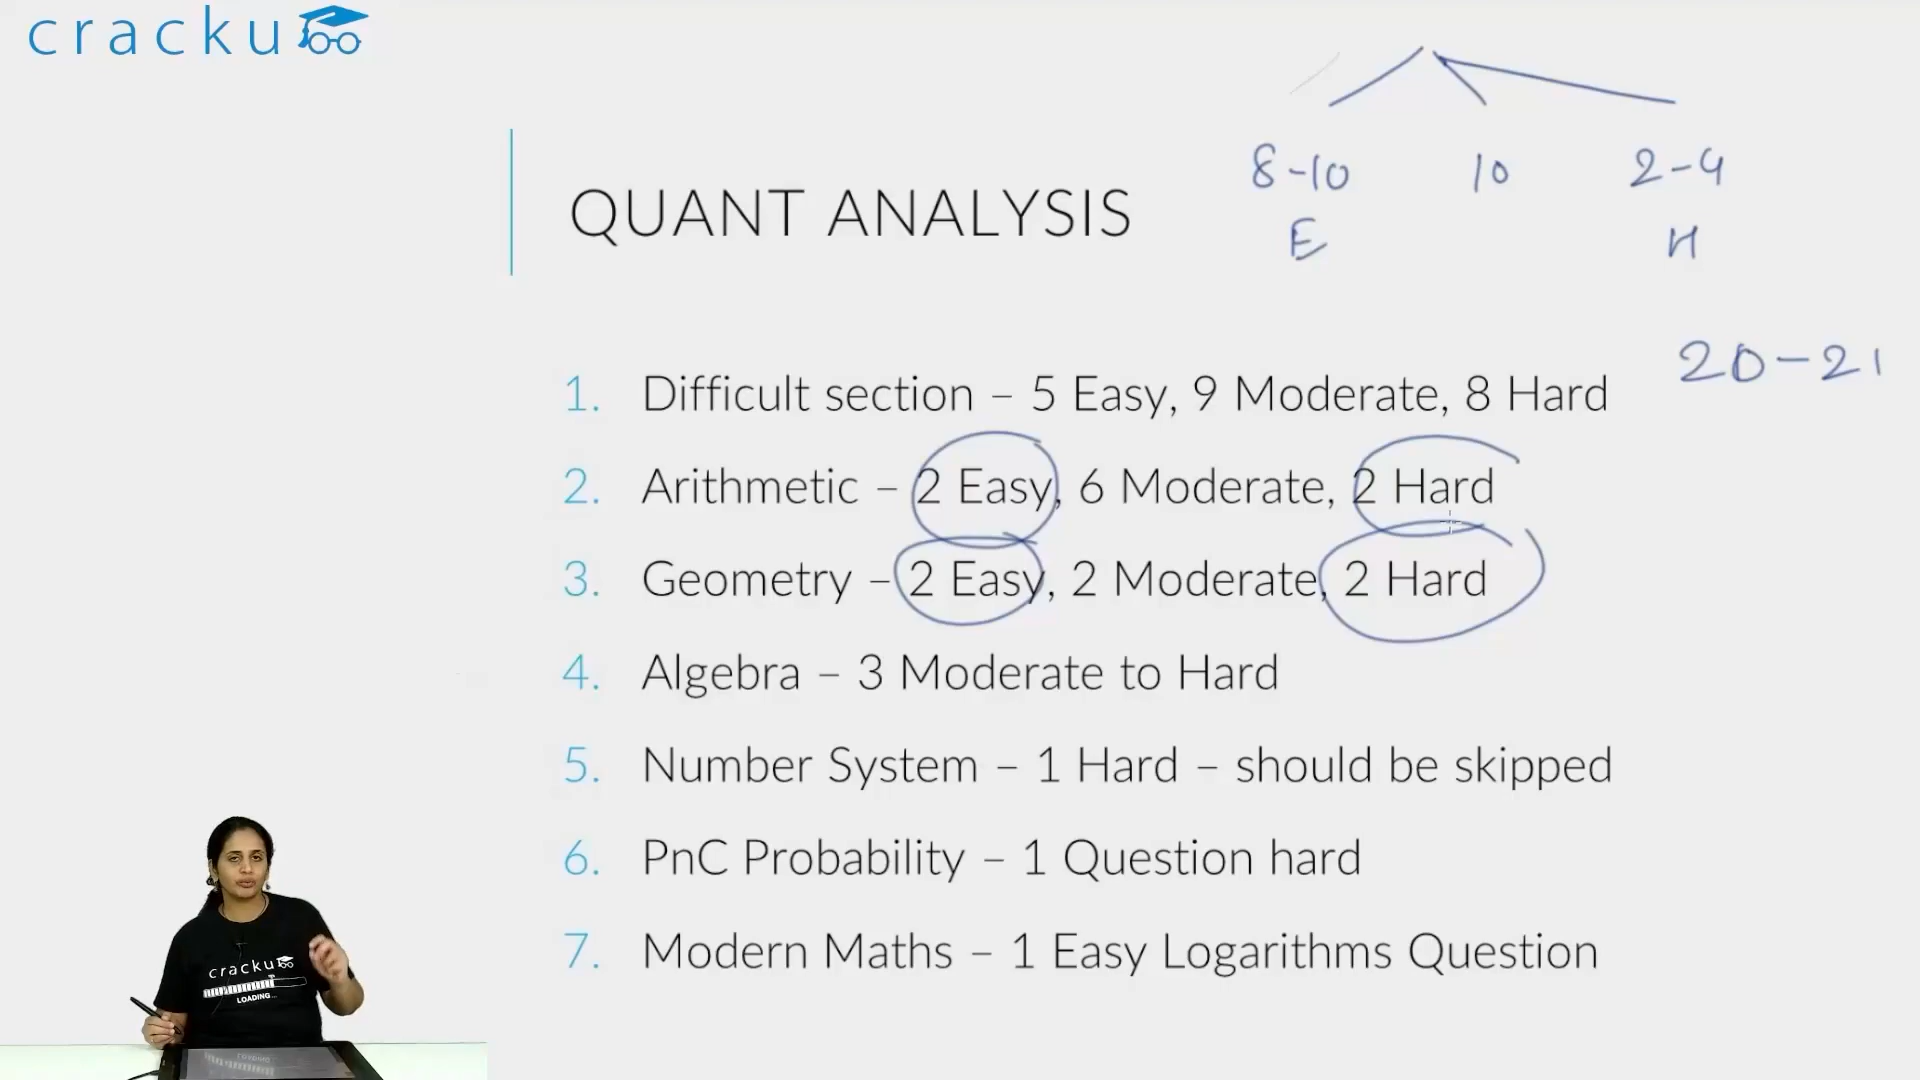 cracku
8-10 10 2-4
E H
QUANT ANALYSIS
20-21
1. Difficult section – 5 Easy, 9 Moderate, 8 Hard
2. Arithmetic – 2 Easy, 6 Moderate, 2 Hard
3. Geometry – 2 Easy, 2 Moderate, 2 Hard
4. Algebra – 3 Moderate to Hard
5. Number System – 1 Hard – should be skipped
6. PnC Probability – 1 Question hard
7. Modern Maths – 1 Easy Logarithms Question
cracku
LOADING...